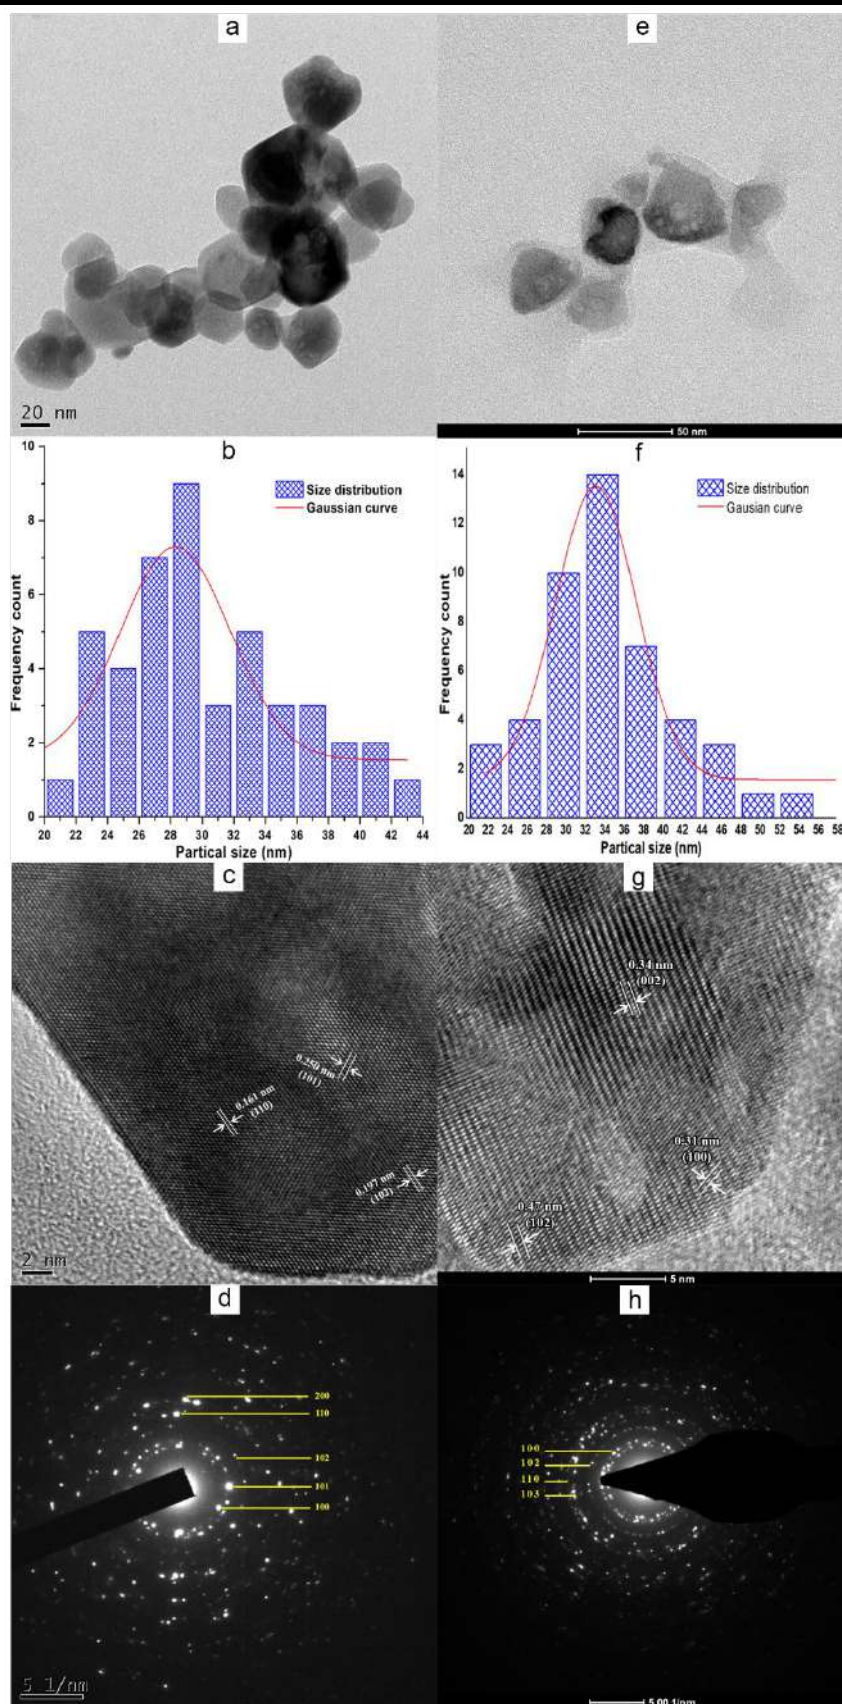 a
20 nm
e
50 nm
b
Size distribution
Gaussian curve
Frequency count
10
8
6
4
2
0
20 22 24 26 28 30 32 34 36 38 40 42 44
Partical size (nm)
f
Size distribution
Gausian curve
Frequency count
14
12
10
8
6
4
2
0
20 22 24 26 28 30 32 34 36 38 40 42 44 46 48 50 52 54 56 58
Partical size (nm)
c
0.250 nm
(101)
0.161 nm
(110)
0.197 nm
(102)
2 nm
g
0.34 nm
(002)
0.31 nm
(100)
0.47 nm
(102)
5 nm
d
200
110
102
101
100
5 1/nm
h
100
102
110
103
5.00 1/nm